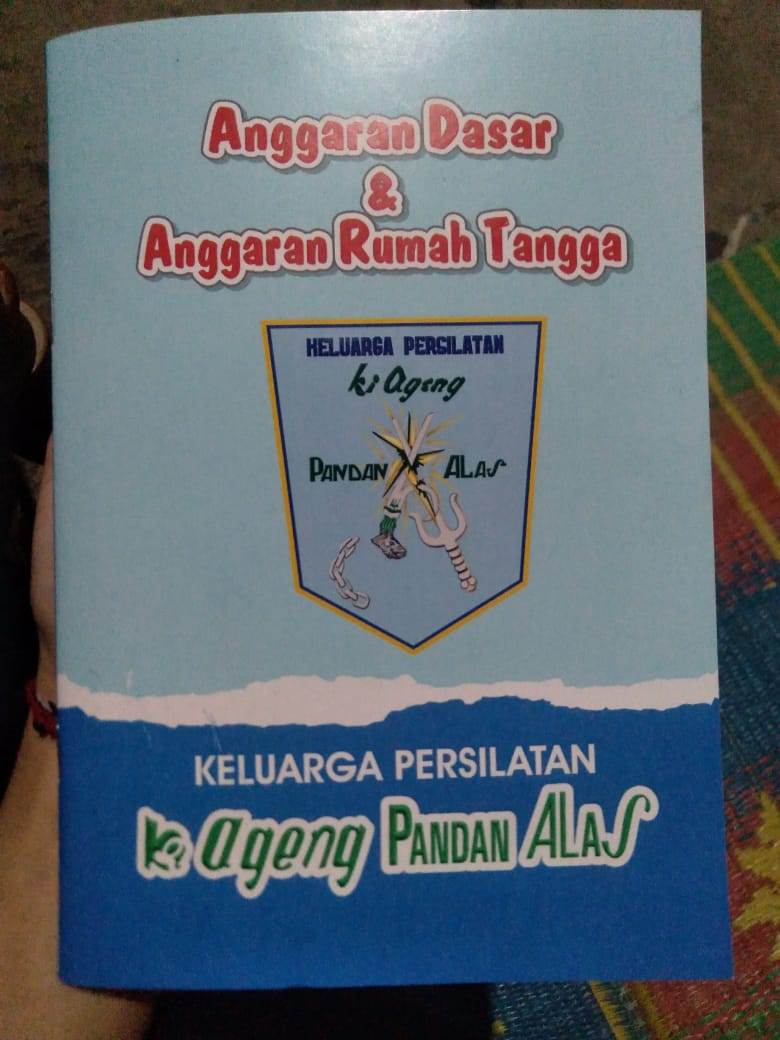 Anggaran Dasar
&
Anggaran Rumah Tangga
KELUARGA PERSILATAN
ki Ageng
PANDAN ALAS
KELUARGA PERSILATAN
ki Ageng PANDAN ALAS